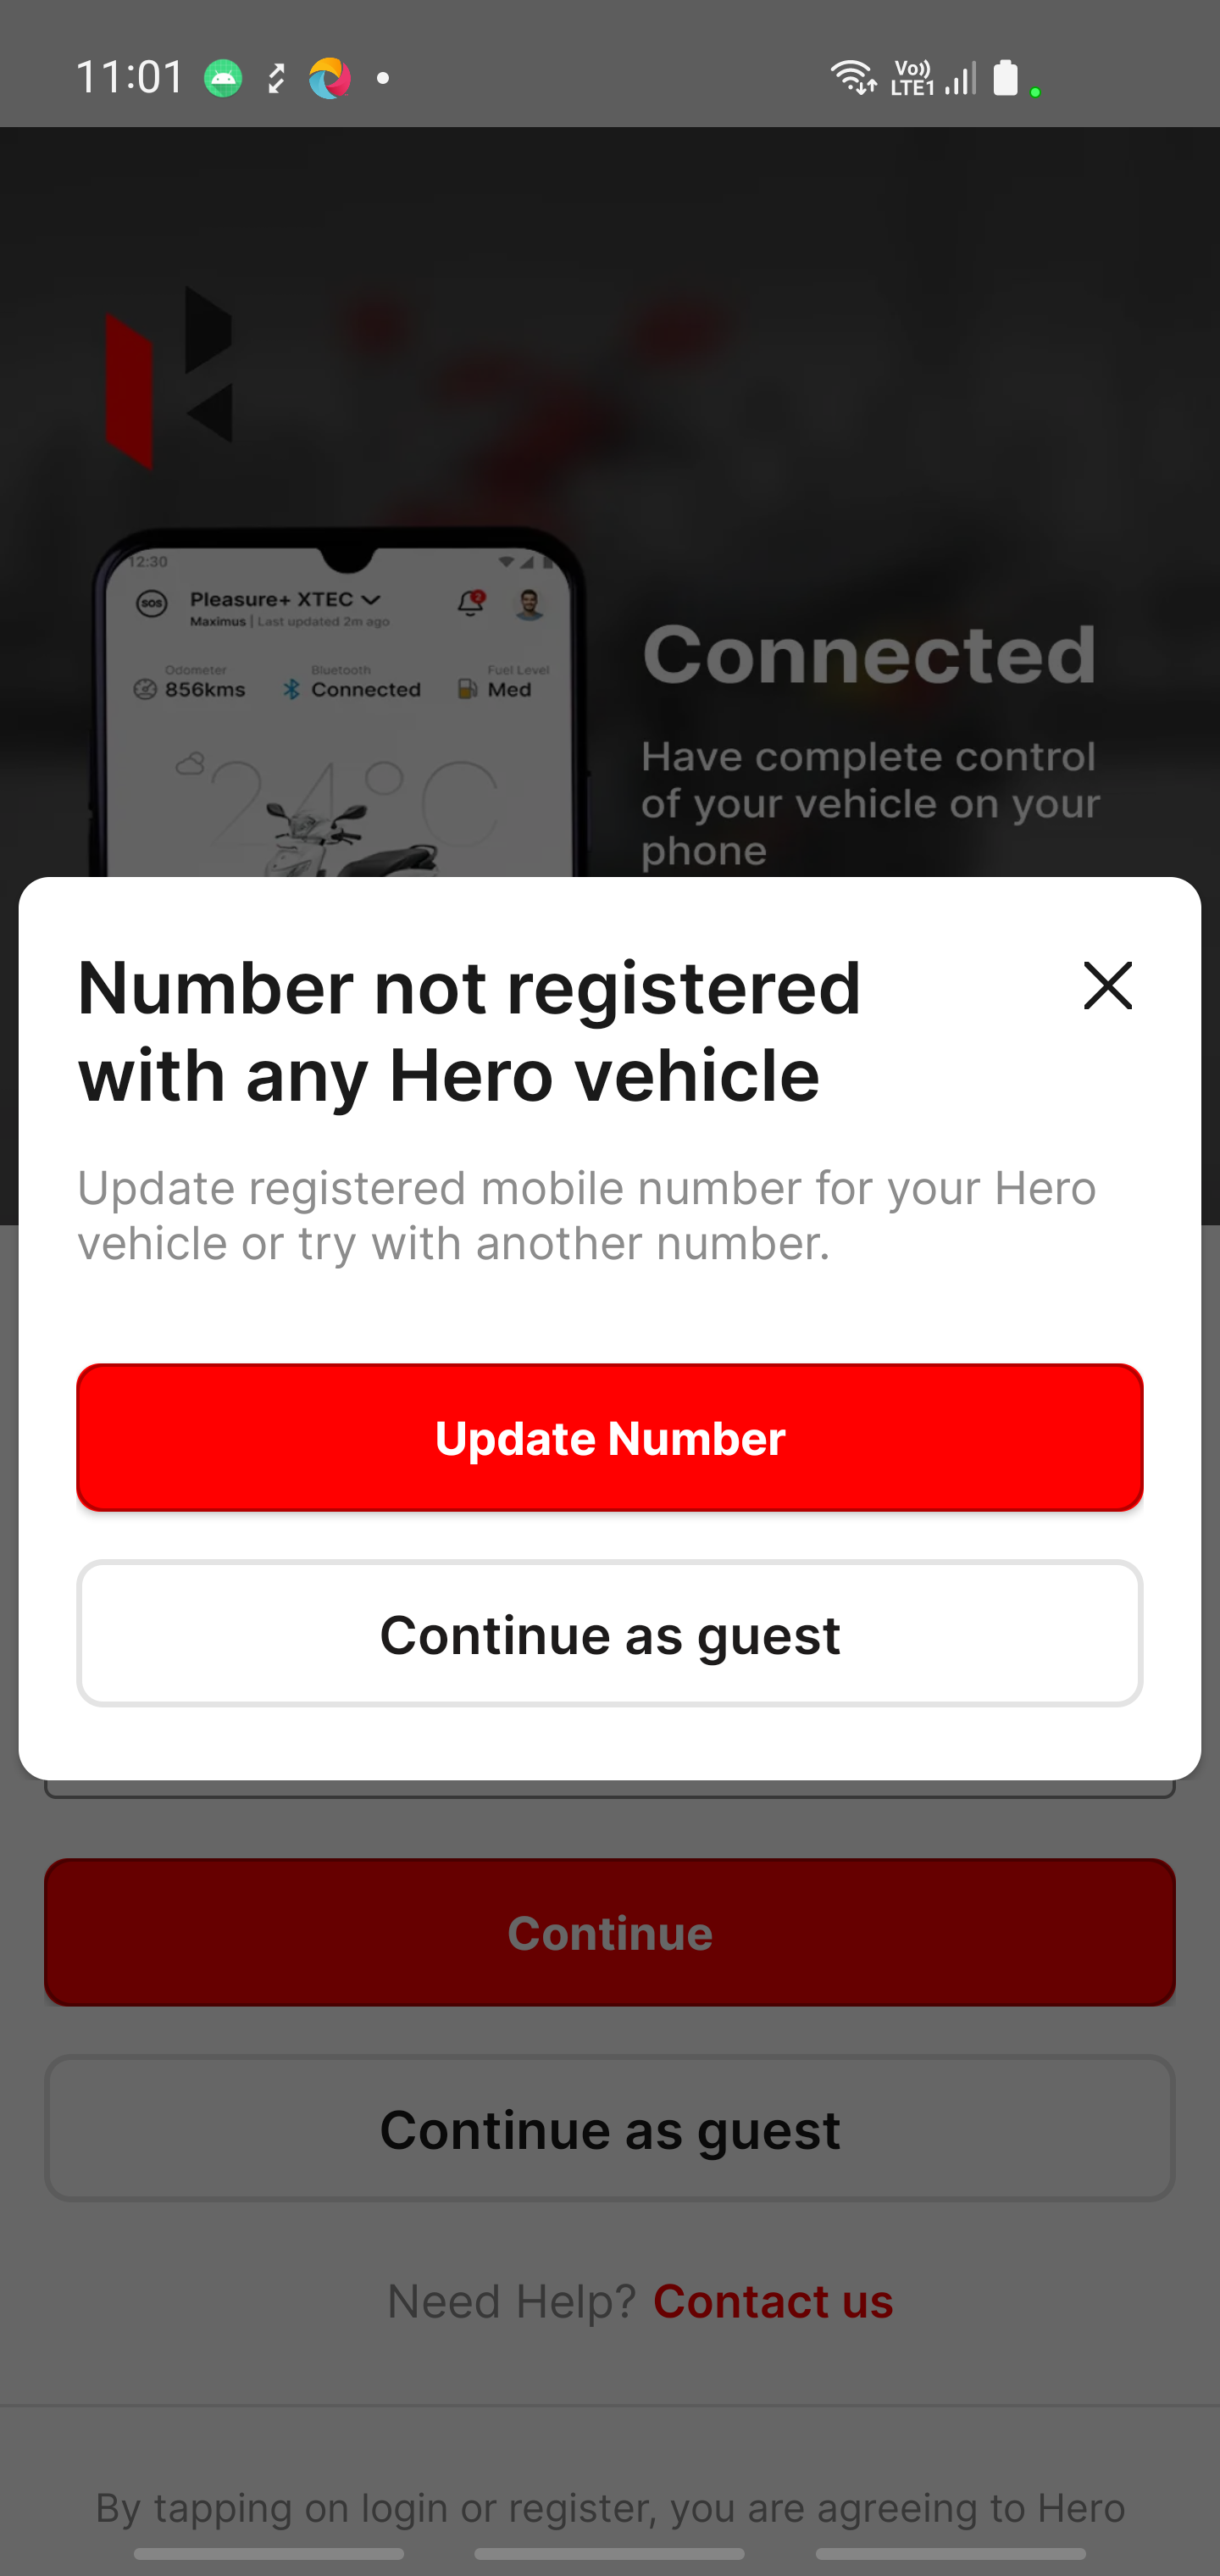 11:01
Vo))
LTE1
12:30
SOS
Pleasure+ XTEC
2
Maximus | Last updated 2m ago
Odometer
856kms
Bluetooth
Connected
Fuel Level
Med
24°C
Connected
Have complete control
of your vehicle on your
phone
Number not registered
with any Hero vehicle
Update registered mobile number for your Hero
vehicle or try with another number.
Update Number
Continue as guest
Continue
Continue as guest
Need Help? Contact us
By tapping on login or register, you are agreeing to Hero